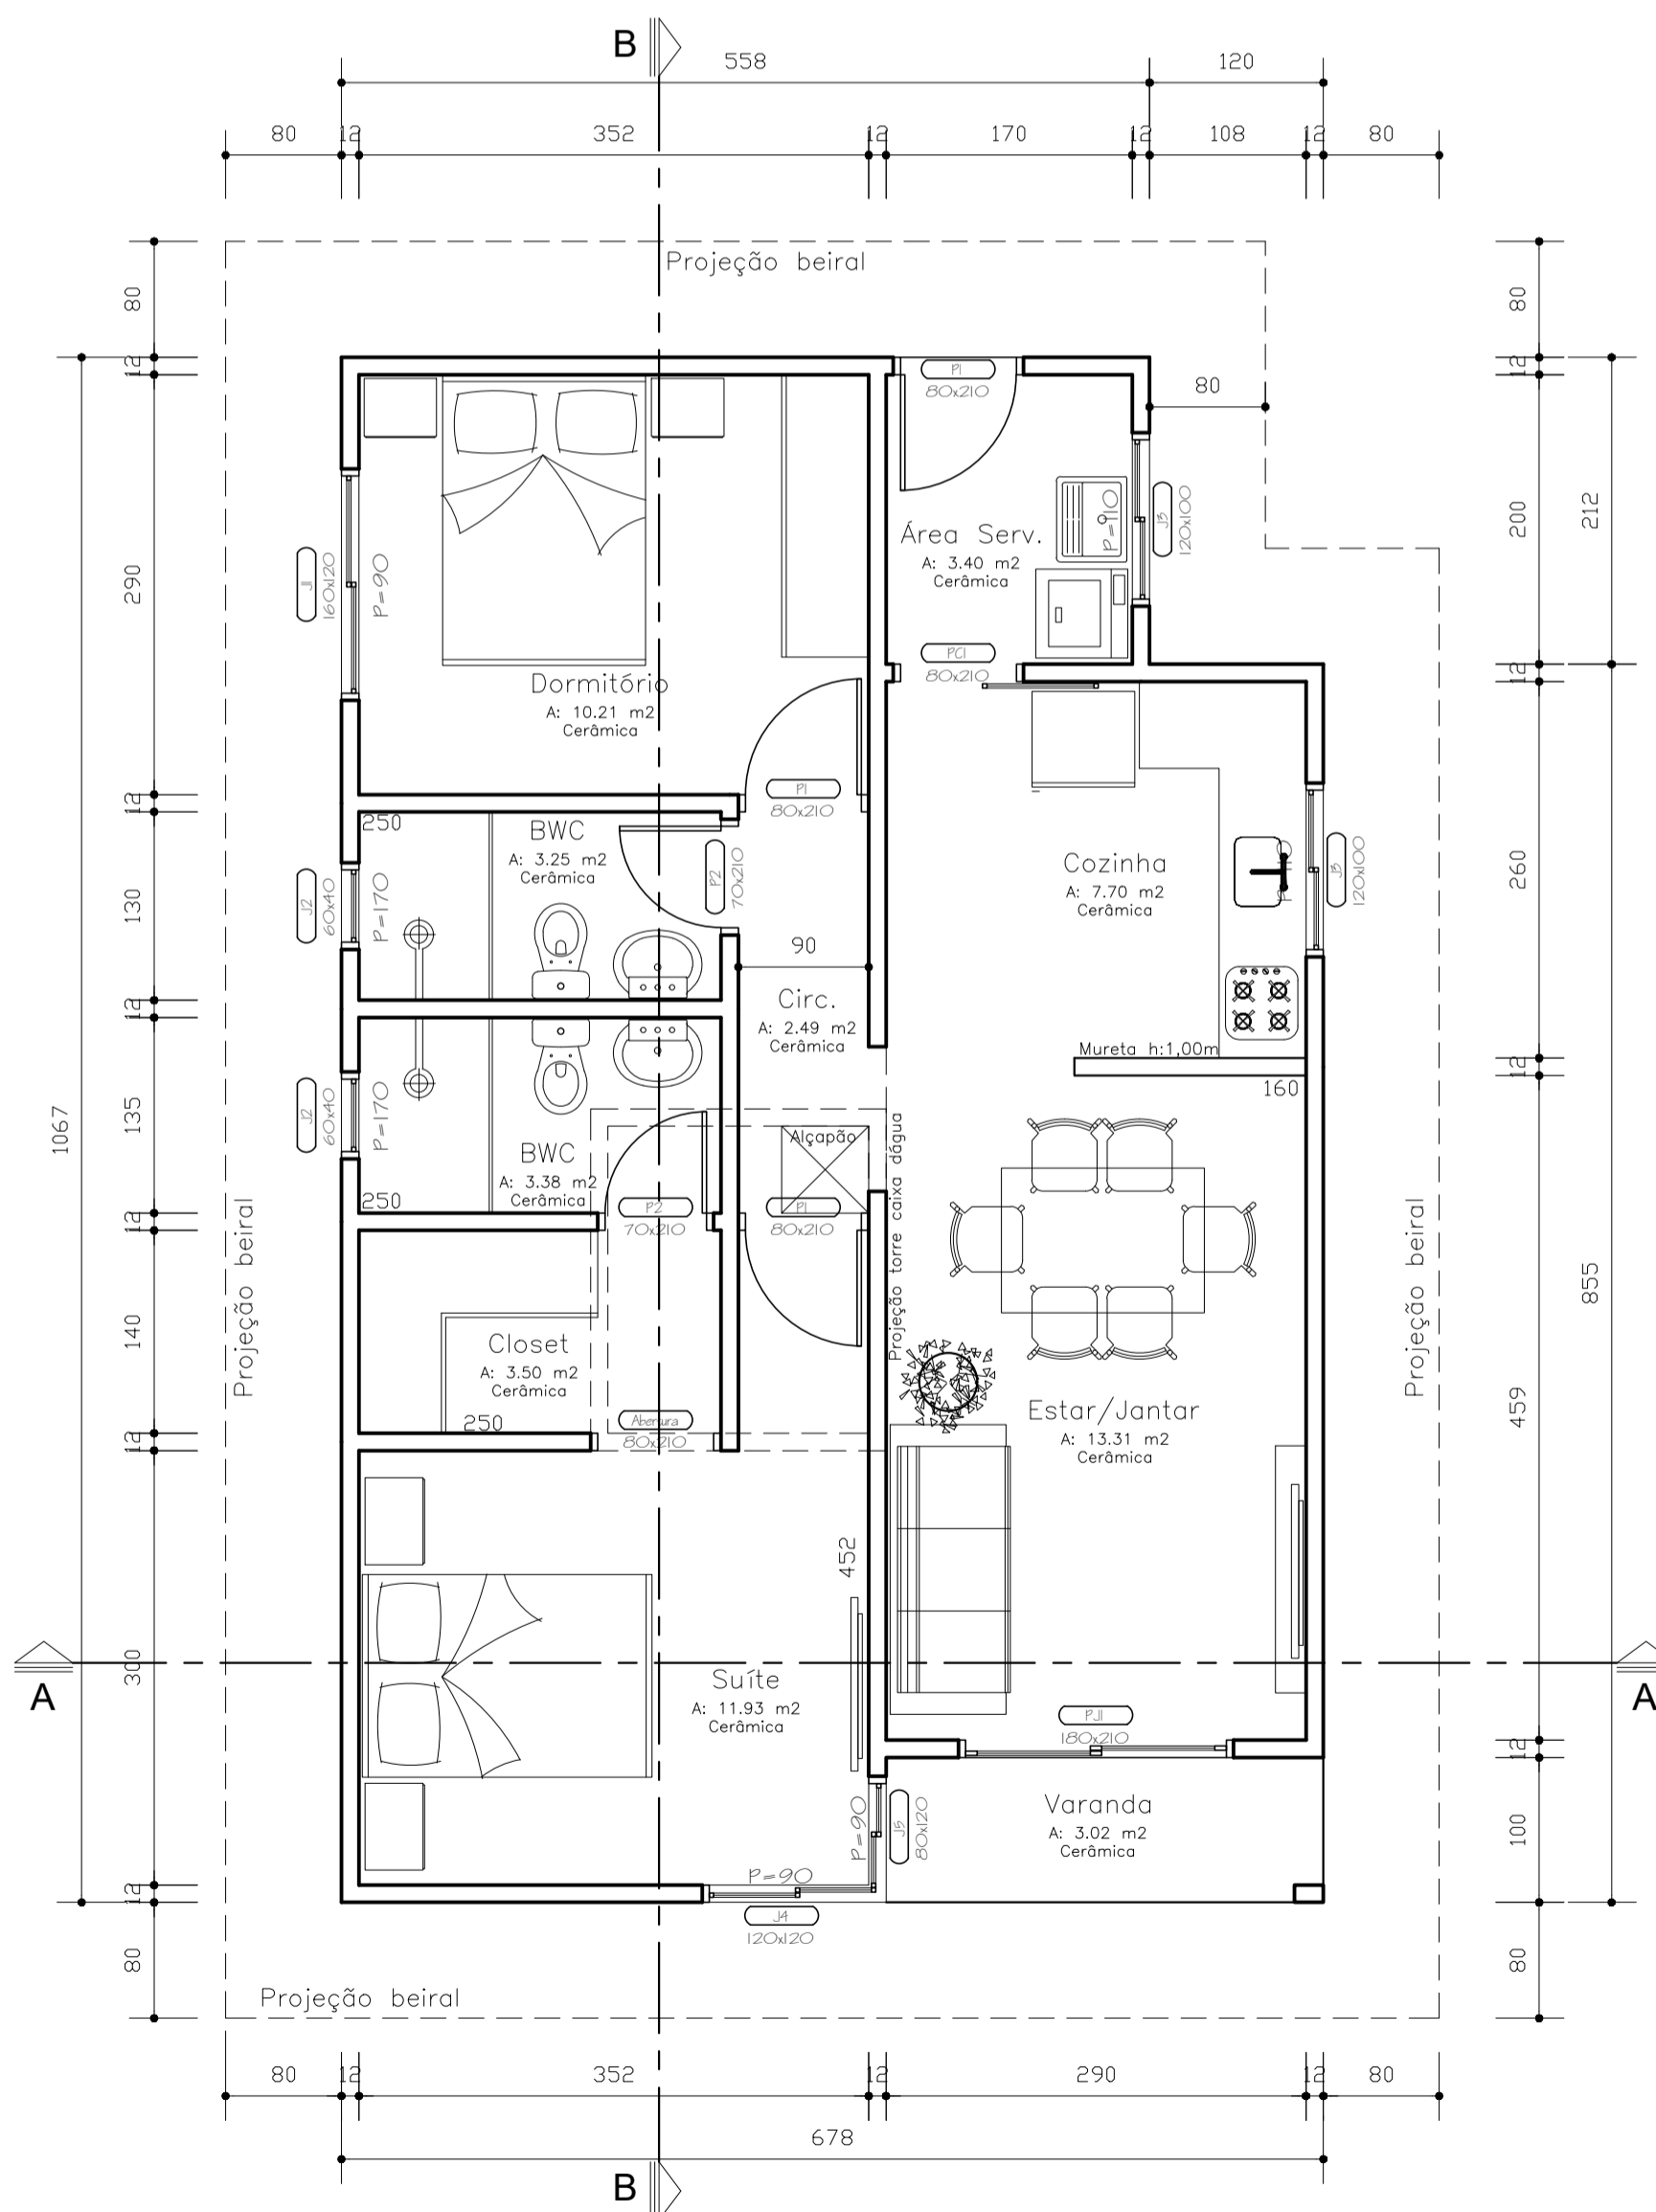 B
558
120
80
12
352
12
170
12
108
12
80
Projeção beiral
80
80
12
12
80
P1
80x210
290
200
212
J1
160x120
P=90
Área Serv.
A: 3.40 m2
Cerâmica
P=110
J3
120x100
PC1
80x210
Dormitório
A: 10.21 m2
Cerâmica
12
P1
80x210
12
250
BWC
A: 3.25 m2
Cerâmica
P2
70x210
Cozinha
A: 7.70 m2
Cerâmica
J3
120x100
260
130
J2
60x40
P=170
90
Circ.
A: 2.49 m2
Cerâmica
12
Mureta h:1,00m
12
160
1067
135
J2
60x40
P=170
BWC
A: 3.38 m2
Cerâmica
250
Alçapão
P2
70x210
P1
80x210
Projeção torre caixa dágua
12
Projeção beiral
Projeção beiral
855
140
Closet
A: 3.50 m2
Cerâmica
250
Abertura
80x210
Estar/Jantar
A: 13.31 m2
Cerâmica
459
12
452
300
A
Suíte
A: 11.93 m2
Cerâmica
A
PJ1
180x210
12
P=90
J5
80x120
Varanda
A: 3.02 m2
Cerâmica
100
P=90
12
J4
120x120
80
80
Projeção beiral
80
12
352
12
290
12
80
678
B